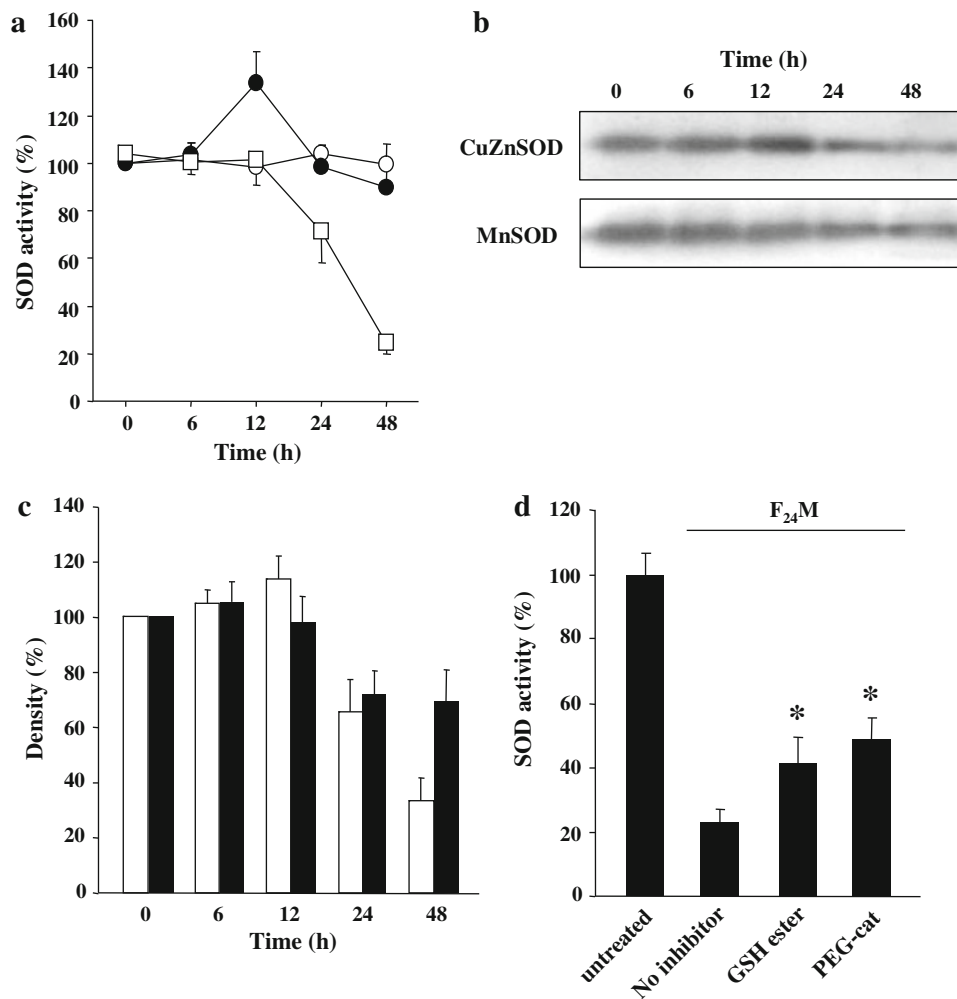 a
160
140
120
100
80
60
40
20
0
SOD activity (%)
0 6 12 24 48
Time (h)
b
Time (h)
0 6 12 24 48
CuZnSOD
MnSOD
c
140
120
100
80
60
40
20
0
Density (%)
0 6 12 24 48
Time (h)
d
F24M
120
100
80
60
40
20
0
SOD activity (%)
* *
untreated
No inhibitor
GSH ester
PEG-cat